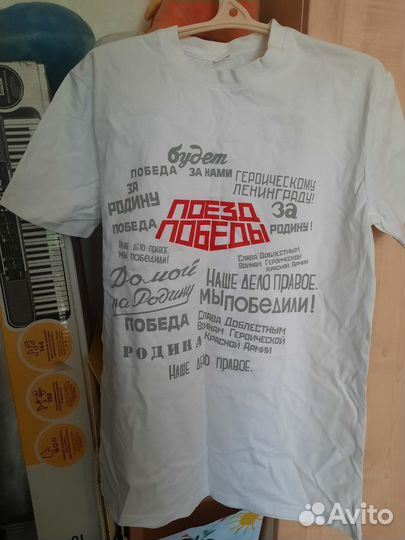 будет
ПОБЕДА ЗА НАМИ
ГЕРОИЧЕСКОМУ
ЛЕНИНГРАДУ!
ЗА
РОДИНУ
ПОЕЗД
ПОБЕДЫ
ЗА
РОДИНУ!
ПОБЕДА
НАШЕ ДЕЛО ПРАВОЕ.
МЫ ПОБЕДИЛИ!
СЛАВА ДОБЛЕСТНЫМ
ВОИНАМ ГЕРОИЧЕСКОЙ
КРАСНОЙ АРМИИ
Домой
на Родину
НАШЕ ДЕЛО ПРАВОЕ.
МЫ ПОБЕДИЛИ!
ПОБЕДА
СЛАВА ДОБЛЕСТНЫМ
ВОИНАМ ГЕРОИЧЕСКОЙ
КРАСНОЙ АРМИИ
РОДИНА
НАШЕ ДЕЛО ПРАВОЕ.
144
100
Avito